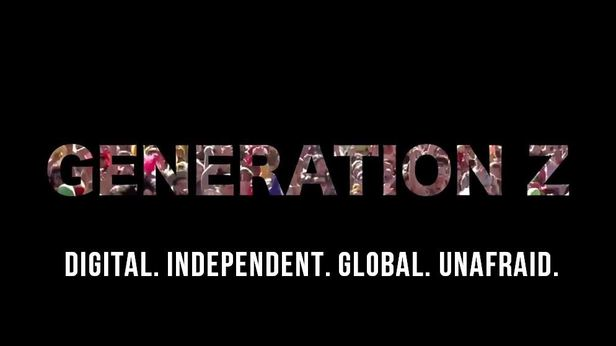 GENERATION Z
DIGITAL. INDEPENDENT. GLOBAL. UNAFRAID.